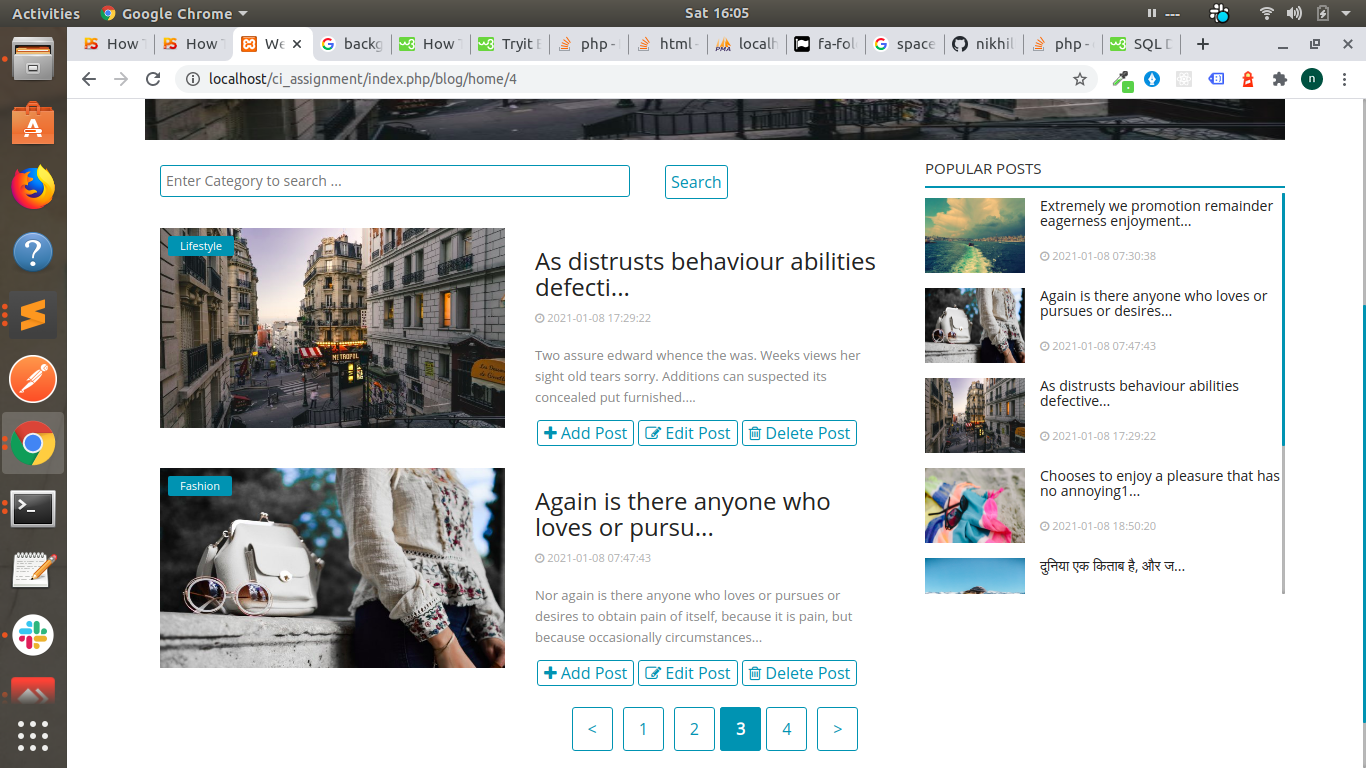 Activities Google Chrome Sat 16:05
How T How T We backg How T Tryit E php - html - localh fa-fol space nikhil php - SQL D
localhost/ci_assignment/index.php/blog/home/4 n
Enter Category to search ... Search
Lifestyle
As distrusts behaviour abilities
defecti...
2021-01-08 17:29:22
Two assure edward whence the was. Weeks views her
sight old tears sorry. Additions can suspected its
concealed put furnished....
Add Post Edit Post Delete Post
METROPOL
Fashion
Again is there anyone who
loves or pursu...
2021-01-08 07:47:43
Nor again is there anyone who loves or pursues or
desires to obtain pain of itself, because it is pain, but
because occasionally circumstances...
Add Post Edit Post Delete Post
< 1 2 3 4 >
POPULAR POSTS
Extremely we promotion remainder
eagerness enjoyment...
2021-01-08 07:30:38
Again is there anyone who loves or
pursues or desires...
2021-01-08 07:47:43
As distrusts behaviour abilities
defective...
2021-01-08 17:29:22
Chooses to enjoy a pleasure that has
no annoying1...
2021-01-08 18:50:20
दुनिया एक किताब है, और ज...